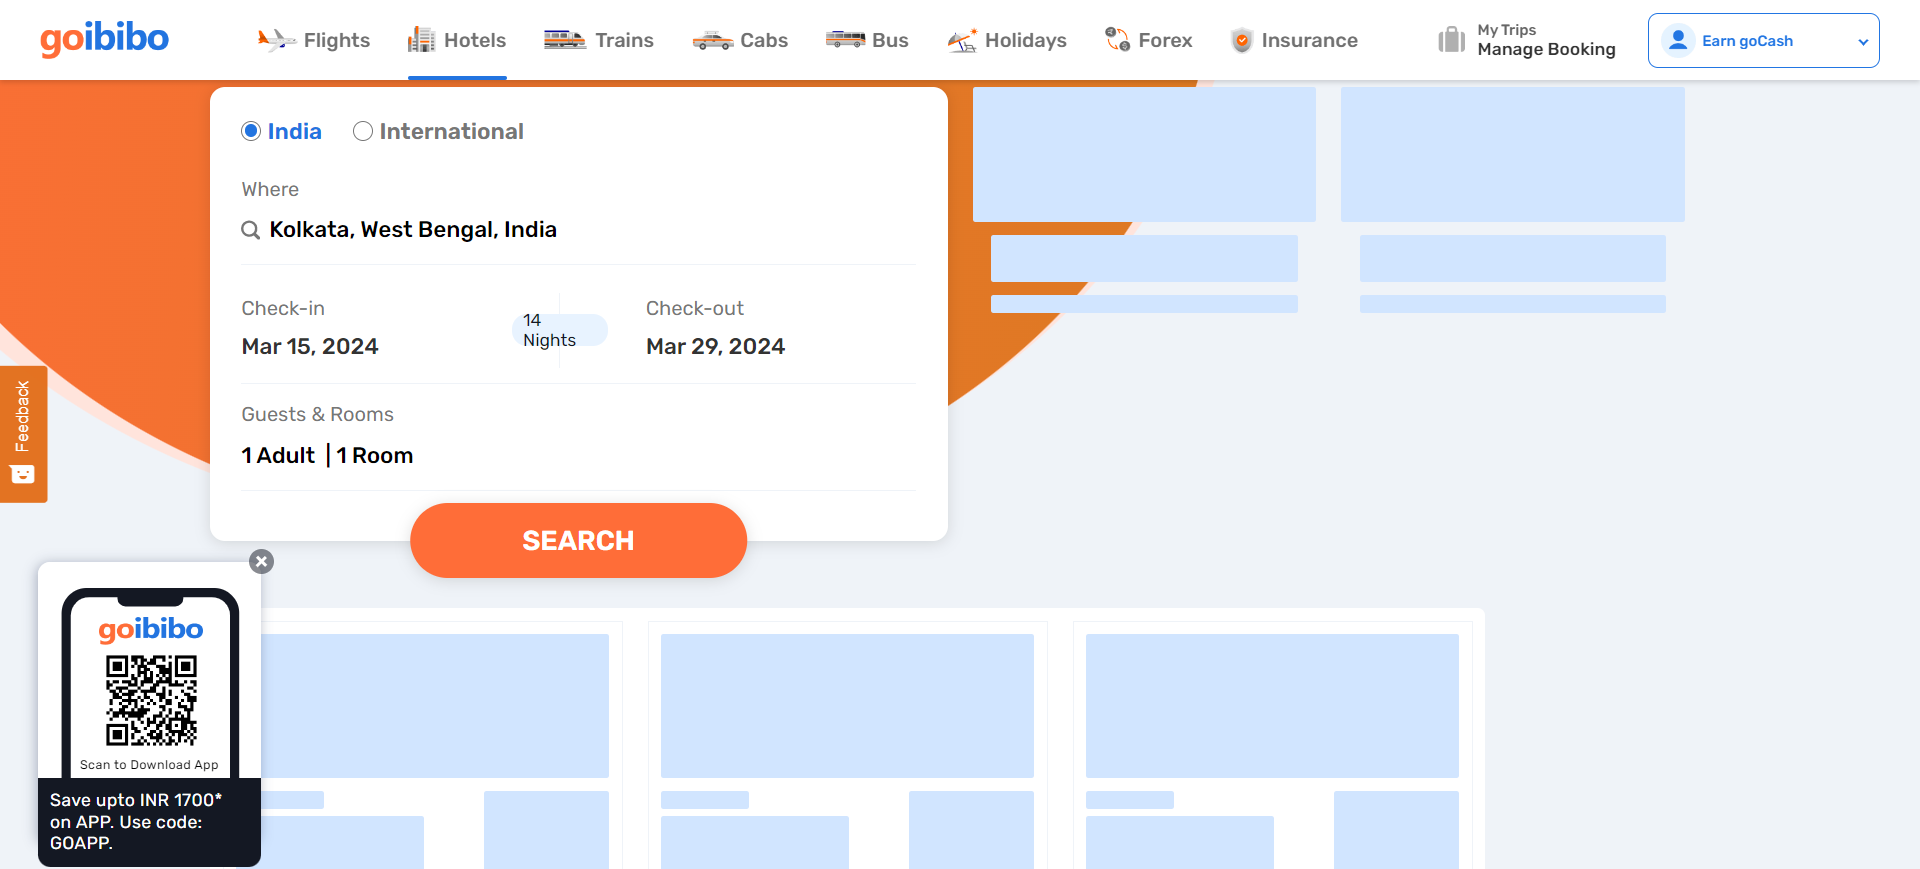 goibibo
Flights
Hotels
Trains
Cabs
Bus
Holidays
Forex
Insurance
My Trips
Manage Booking
Earn goCash
India
International
Where
Kolkata, West Bengal, India
Check-in
Mar 15, 2024
14
Nights
Check-out
Mar 29, 2024
Guests & Rooms
1 Adult | 1 Room
SEARCH
Feedback
goibibo
Scan to Download App
Save upto INR 1700*
on APP. Use code:
GOAPP.